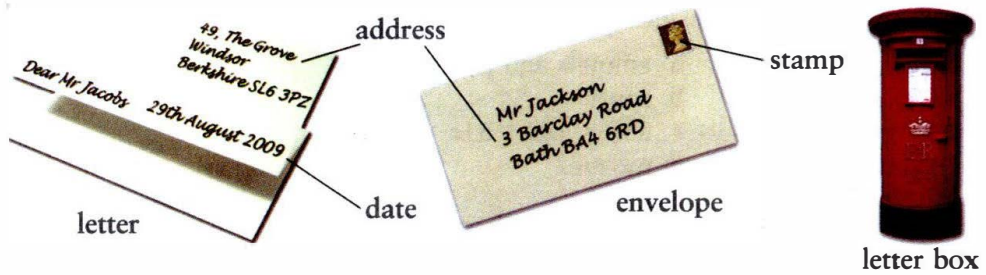 49, The Grove
Windsor
Berkshire SL6 3PZ
Dear Mr Jacobs 29th August 2009
letter
address
date
Mr Jackson
3 Barclay Road
Bath BA4 6RD
envelope
stamp
letter box